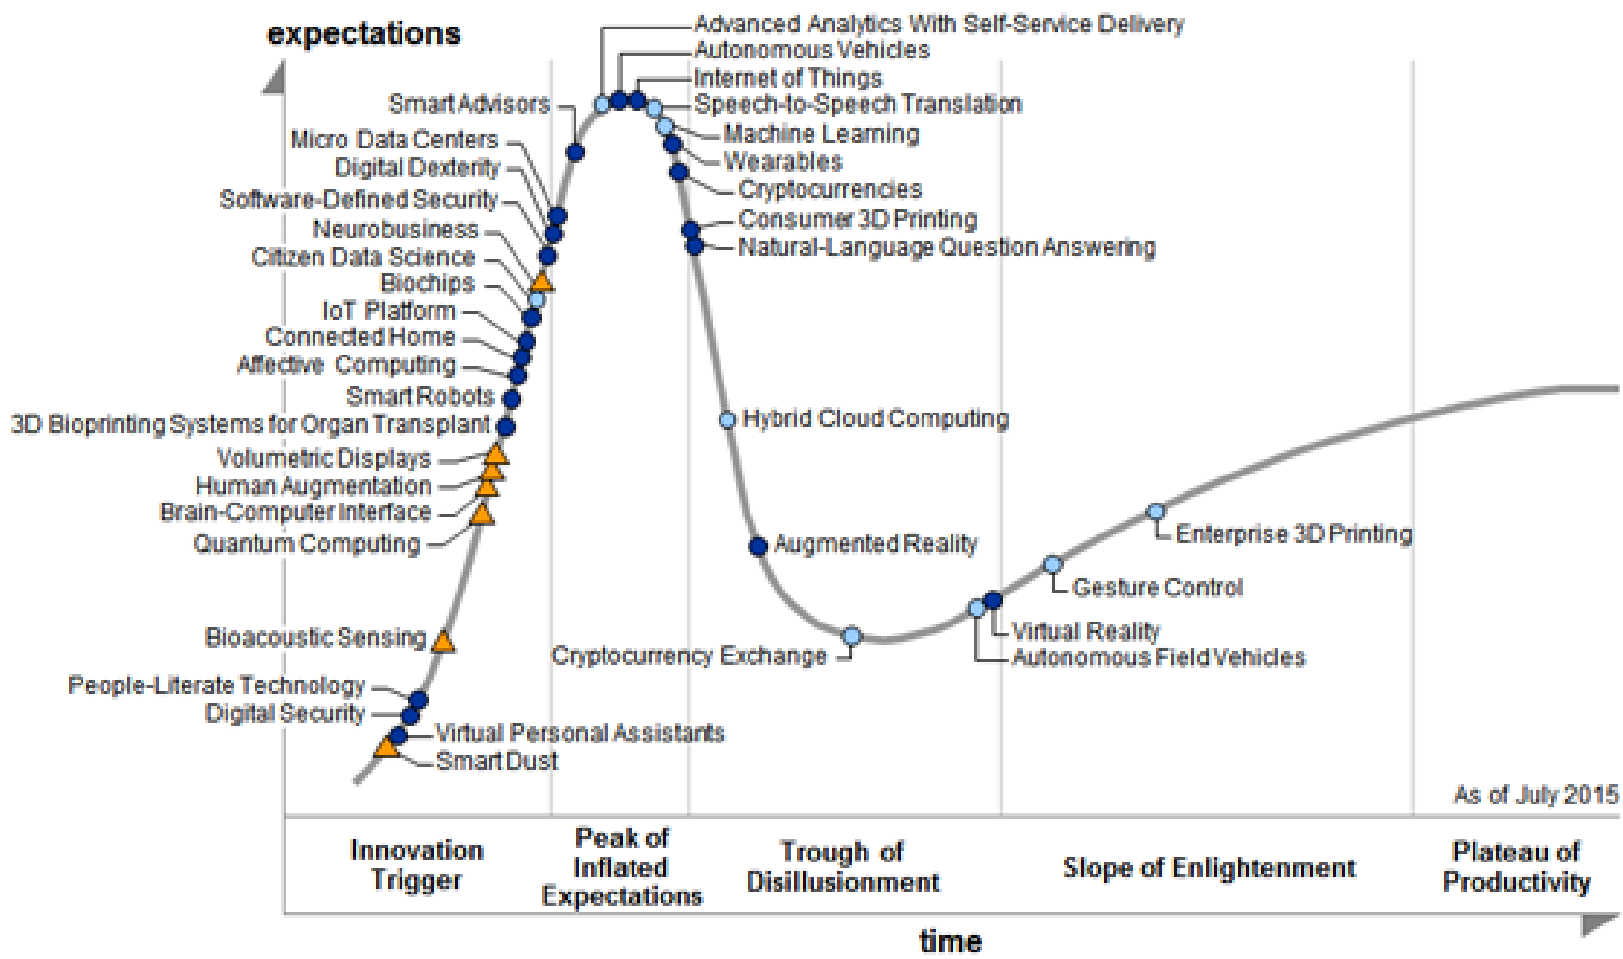 expectations
Advanced Analytics With Self-Service Delivery
Autonomous Vehicles
Internet of Things
Smart Advisors
Speech-to-Speech Translation
Micro Data Centers
Machine Learning
Digital Dexterity
Wearables
Software-Defined Security
Cryptocurrencies
Neurobusiness
Consumer 3D Printing
Citizen Data Science
Natural-Language Question Answering
Biochips
IoT Platform
Connected Home
Affective Computing
Smart Robots
3D Bioprinting Systems for Organ Transplant
Hybrid Cloud Computing
Volumetric Displays
Human Augmentation
Brain-Computer Interface
Quantum Computing
Augmented Reality
Enterprise 3D Printing
Gesture Control
Bioacoustic Sensing
Virtual Reality
Cryptocurrency Exchange
Autonomous Field Vehicles
People-Literate Technology
Digital Security
Virtual Personal Assistants
Smart Dust
As of July 2015
Innovation
Trigger
Peak of
Inflated
Expectations
Trough of
Disillusionment
Slope of Enlightenment
Plateau of
Productivity
time